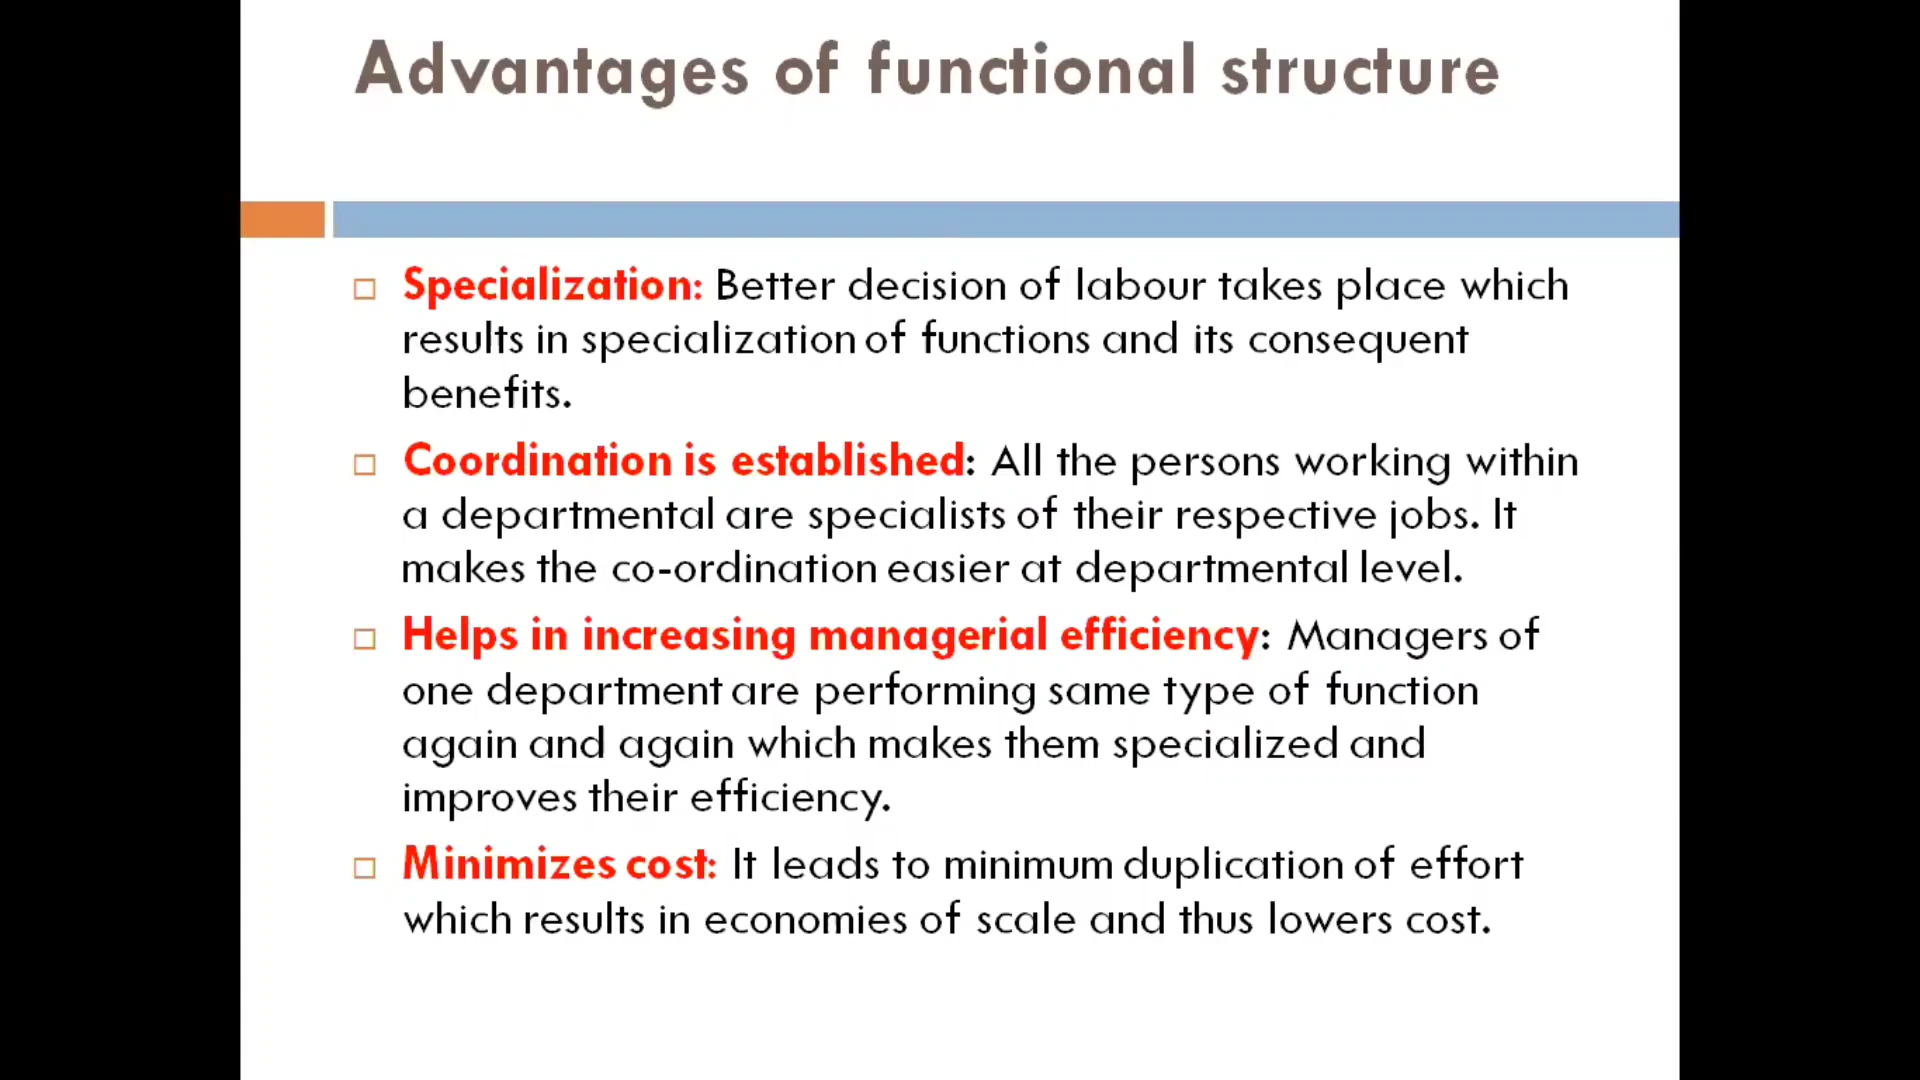 Advantages of functional structure
Specialization: Better decision of labour takes place which
results in specialization of functions and its consequent
benefits.
Coordination is established: All the persons working within
a departmental are specialists of their respective jobs. It
makes the co-ordination easier at departmental level.
Helps in increasing managerial efficiency: Managers of
one department are performing same type of function
again and again which makes them specialized and
improves their efficiency.
Minimizes cost: It leads to minimum duplication of effort
which results in economies of scale and thus lowers cost.